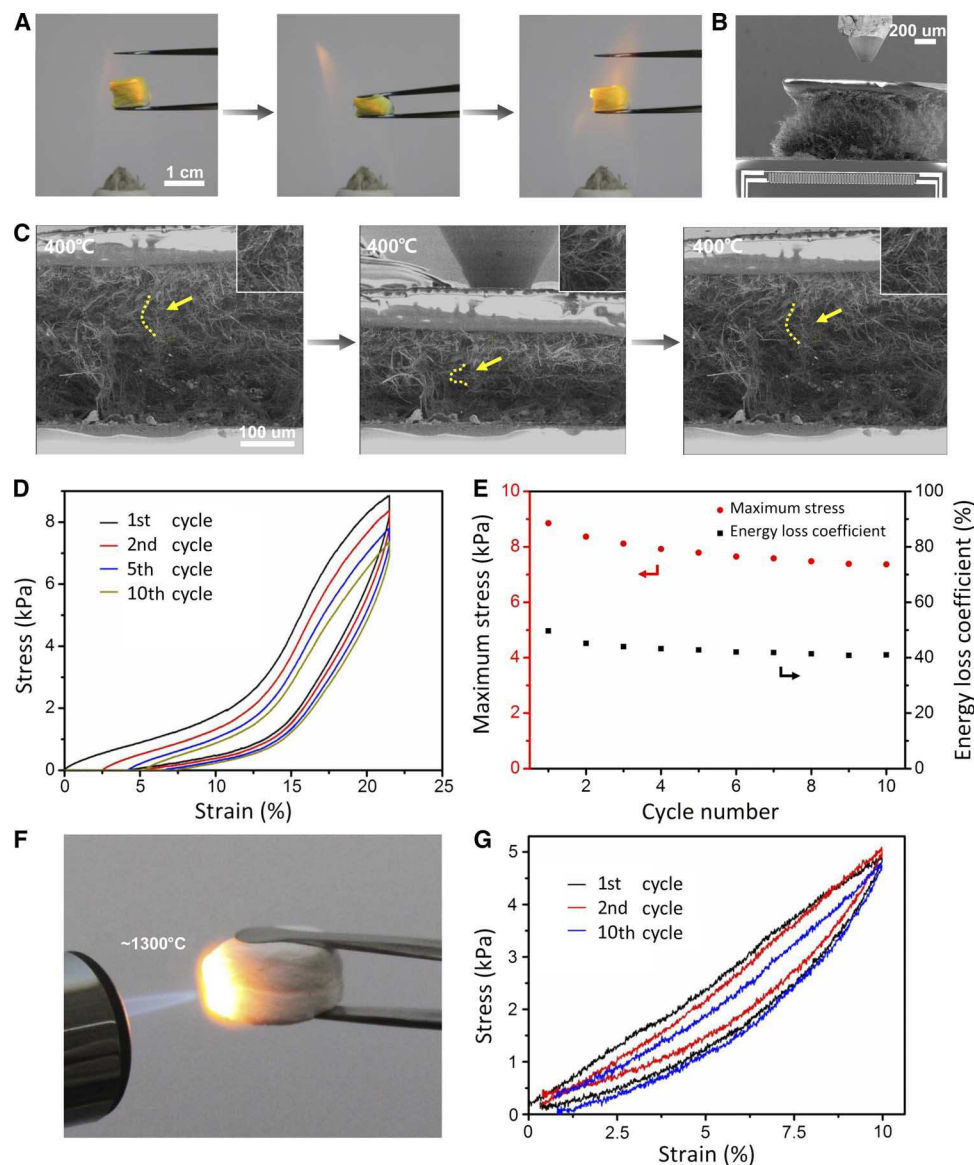 A
1 cm
B
200 um
C
400℃
100 um
400℃
400℃
D
Stress (kPa)
8
6
4
2
0
1st cycle
2nd cycle
5th cycle
10th cycle
0 5 10 15 20 25
Strain (%)
E
Maximum stress (kPa)
10
8
6
4
2
0
Maximum stress
Energy loss coefficient
100
80
60
40
20
0
Energy loss coefficient (%)
2 4 6 8 10
Cycle number
F
~1300°C
G
Stress (kPa)
5
4
3
2
1
0
1st cycle
2nd cycle
10th cycle
0 2.5 5 7.5 10
Strain (%)